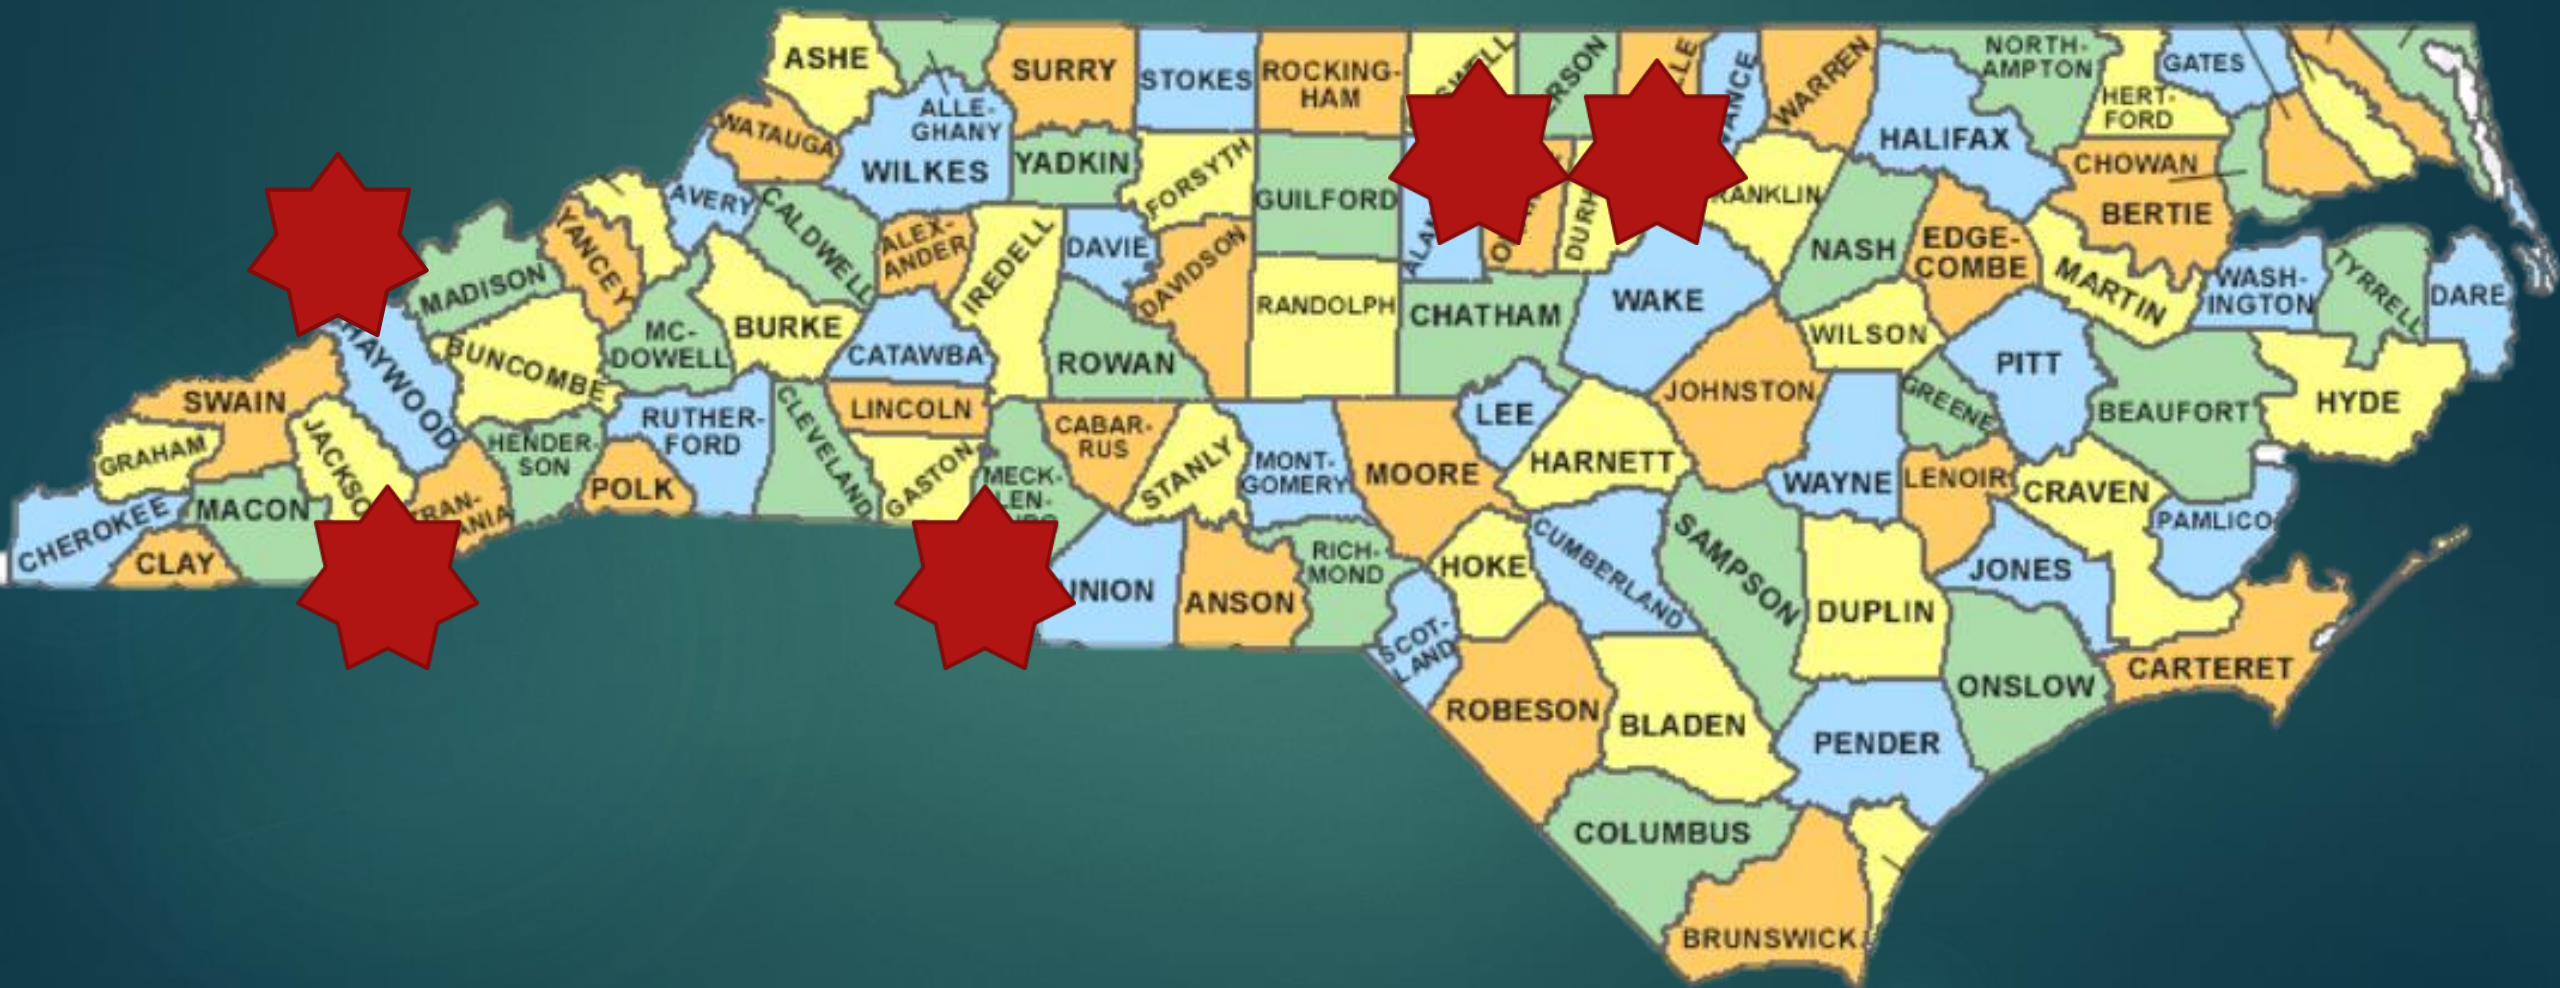 ASHE
SURRY
STOKES
ROCKING-
HAM
WARREN
NORTH-
AMPTON
GATES
HERT-
FORD
ALLE-
GHANY
WATAUGA
WILKES
YADKIN
FORSYTH
GUILFORD
HALIFAX
CHOWAN
BERTIE
AVERY
CALDWELL
ALEX-
ANDER
IREDELL
DAVIE
DAVIDSON
NASH
EDGE-
COMBE
MARTIN
WASH-
INGTON
TYRRELL
DARE
MADISON
YANCEY
MC-
DOWELL
BURKE
CATAWBA
ROWAN
RANDOLPH
CHATHAM
WAKE
WILSON
PITT
BEAUFORT
HYDE
HAYWOOD
BUNCOMBE
SWAIN
GRAHAM
CHEROKEE
MACON
CLAY
HENDER-
SON
POLK
RUTHER-
FORD
CLEVELAND
LINCOLN
GASTON
MECK-
LEN-
CABAR-
RUS
STANLY
MONT-
GOMERY
MOORE
LEE
HARNETT
JOHNSTON
WAYNE
GREENE
LENOIR
CRAVEN
PAMLICO
UNION
ANSON
RICH-
MOND
HOKE
CUMBERLAND
SAMPSON
DUPLIN
JONES
SCOT-
LAND
ROBESON
BLADEN
PENDER
ONSLOW
CARTERET
COLUMBUS
BRUNSWICK